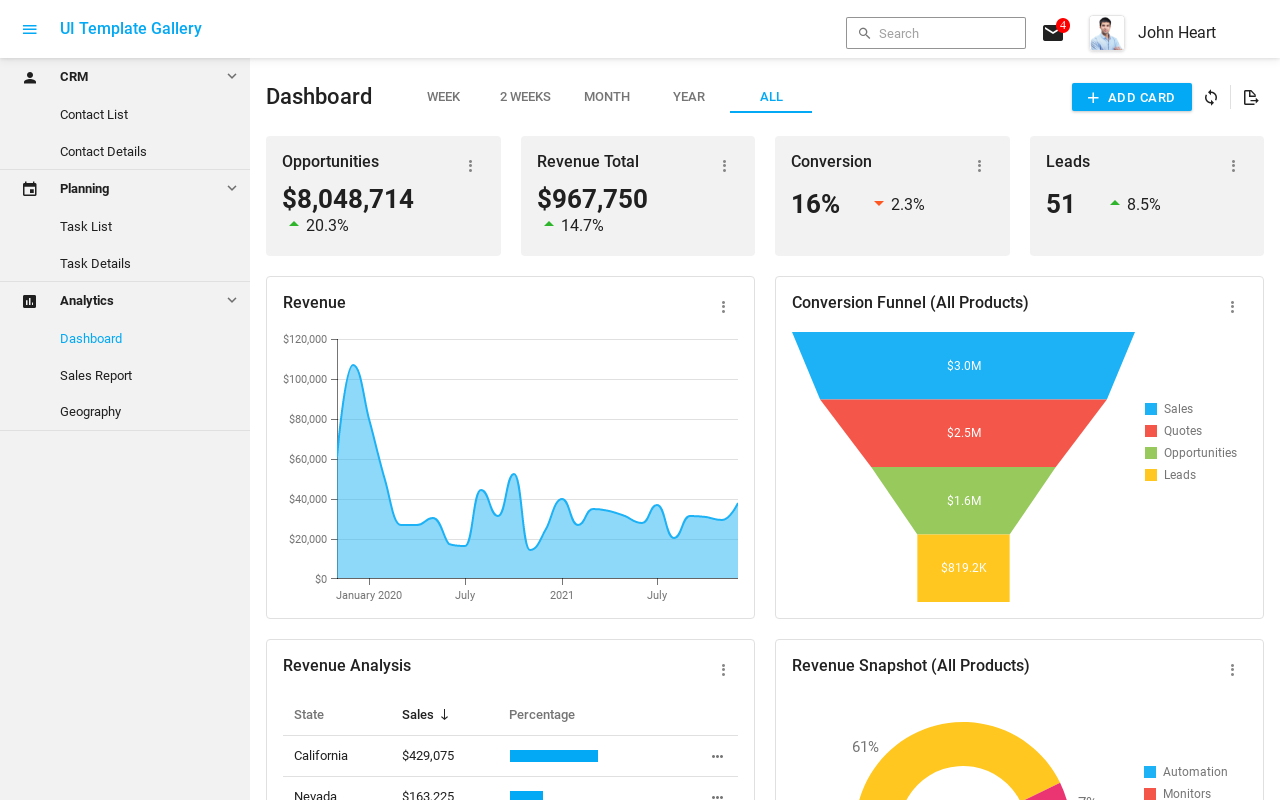 UI Template Gallery
Search
4
John Heart
CRM
Contact List
Contact Details
Planning
Task List
Task Details
Analytics
Dashboard
Sales Report
Geography
Dashboard
WEEK
2 WEEKS
MONTH
YEAR
ALL
ADD CARD
Opportunities
$8,048,714
20.3%
Revenue Total
$967,750
14.7%
Conversion
16%
2.3%
Leads
51
8.5%
Revenue
$120,000
$100,000
$80,000
$60,000
$40,000
$20,000
$0
January 2020
July
2021
July
Conversion Funnel (All Products)
$3.0M
$2.5M
$1.6M
$819.2K
Sales
Quotes
Opportunities
Leads
Revenue Analysis
State
Sales
Percentage
California
$429,075
Nevada
$163,225
Revenue Snapshot (All Products)
61%
7%
Automation
Monitors